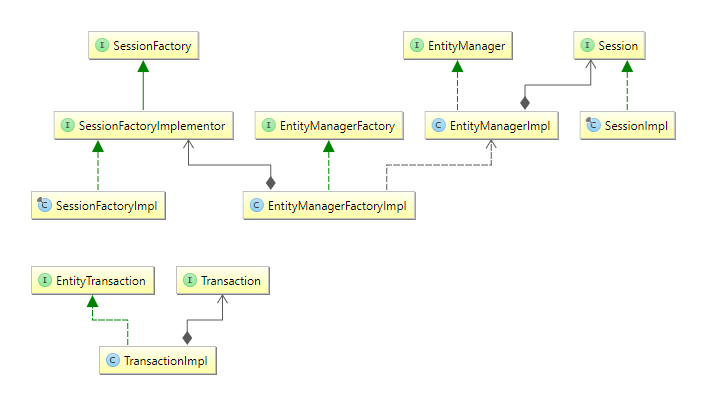 I SessionFactory
I EntityManager
I Session
I SessionFactoryImplementor
I EntityManagerFactory
C EntityManagerImpl
C SessionImpl
C SessionFactoryImpl
C EntityManagerFactoryImpl
I EntityTransaction
I Transaction
C TransactionImpl